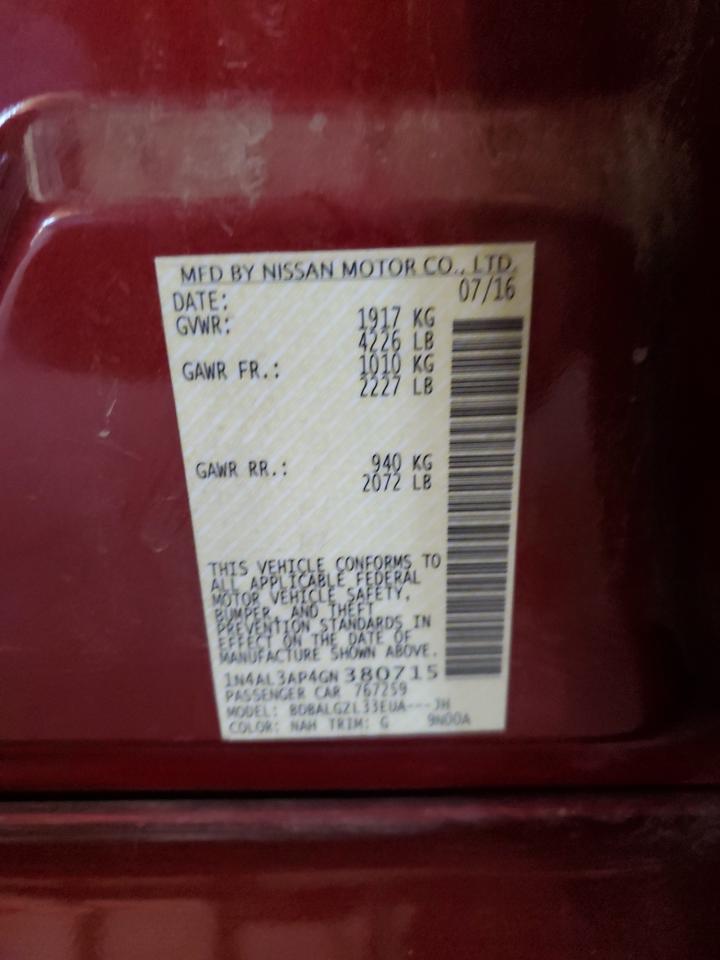 MFD BY NISSAN MOTOR CO., LTD.
DATE: 07/16
GVWR: 1917 KG
4226 LB
GAWR FR.: 1010 KG
2227 LB
GAWR RR.: 940 KG
2072 LB
THIS VEHICLE CONFORMS TO
ALL APPLICABLE FEDERAL
MOTOR VEHICLE SAFETY,
BUMPER, AND THEFT
PREVENTION STANDARDS IN
EFFECT ON THE DATE OF
MANUFACTURE SHOWN ABOVE.
1N4AL3AP4GN380715
PASSENGER CAR 767259
MODEL: BDBALGZL33EUA---JH
COLOR: NAH TRIM: G 9N00A